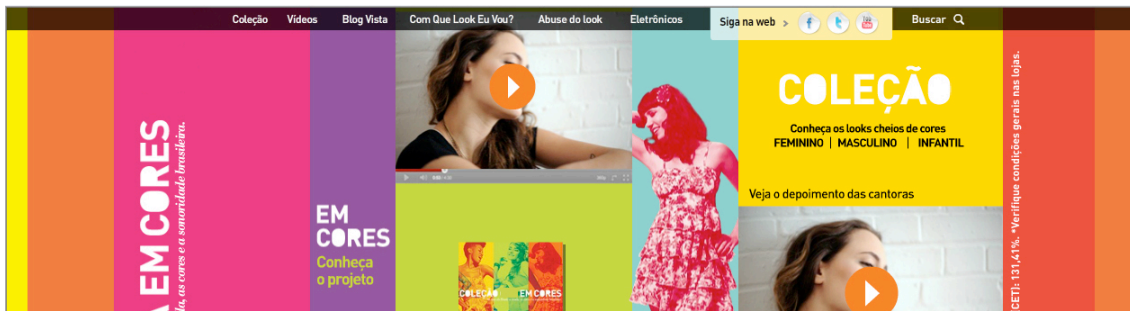 Coleção Vídeos Blog Vista Com Que Look Eu Vou? Abuse do look Eletrônicos Siga na web > Buscar
EM CORES
as cores e a sonoridade brasileira.
EM
CORES
Conheça
o projeto
COLEÇÃO EM CORES
COLEÇÃO
Conheça os looks cheios de cores
FEMININO | MASCULINO | INFANTIL
Veja o depoimento das cantoras
CET]: 131,41%. *Verifique condições gerais nas lojas.